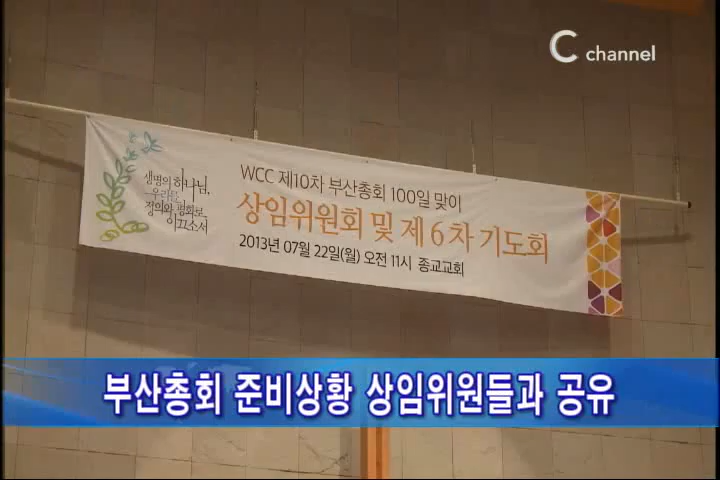 C channel
생명의 하나님,
우리를
정의와 평화로
이끄소서
WCC 제10차 부산총회 100일 맞이
상임위원회 및 제 6 차 기도회
2013년 07월 22일(월) 오전 11시 종교교회
부산총회 준비상황 상임위원들과 공유